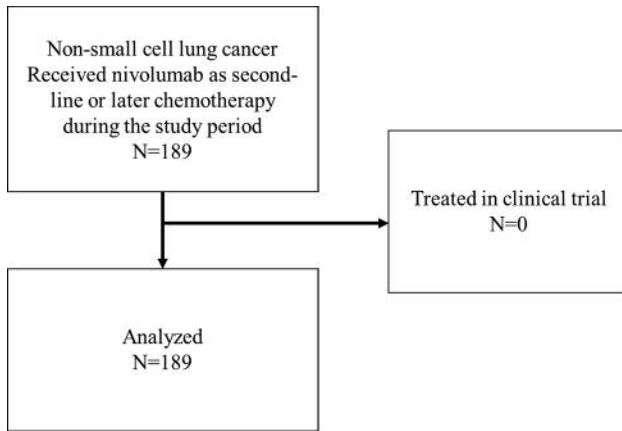 Non-small cell lung cancer
Received nivolumab as second-
line or later chemotherapy
during the study period
N=189
Treated in clinical trial
N=0
Analyzed
N=189